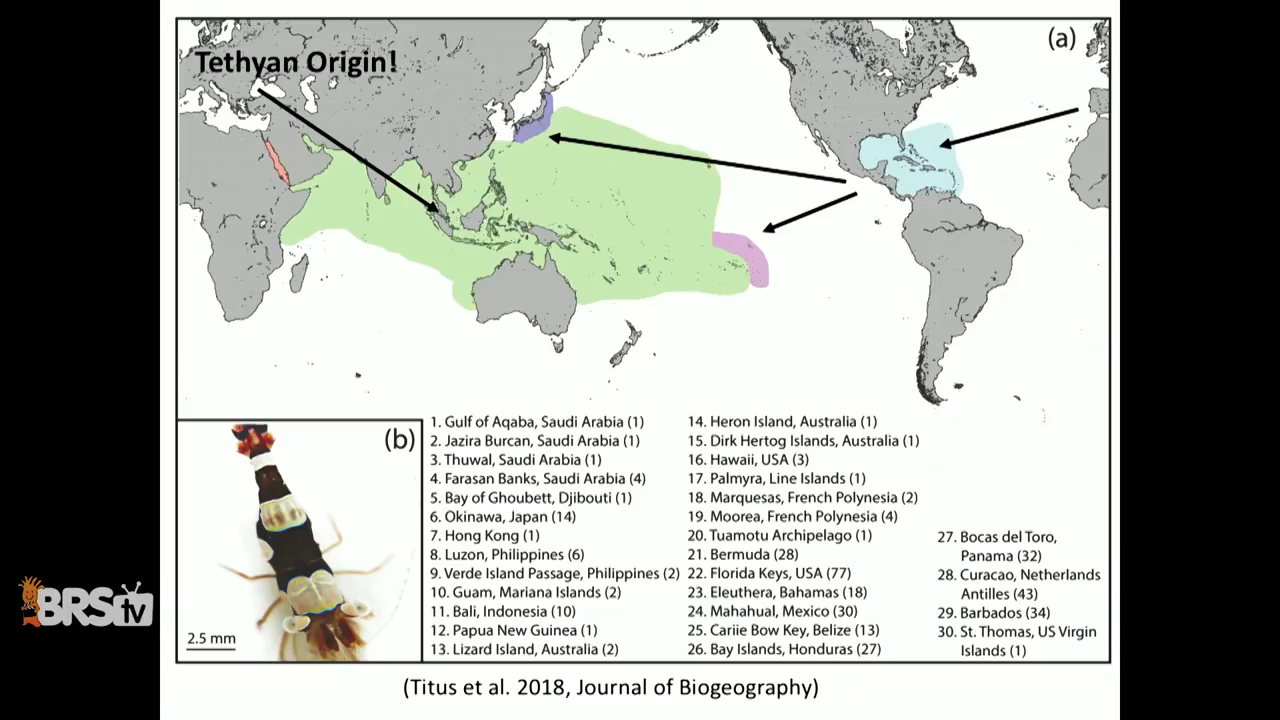 Tethyan Origin!
(a)
(b)
2.5 mm
1. Gulf of Aqaba, Saudi Arabia (1)
2. Jazira Burcan, Saudi Arabia (1)
3. Thuwal, Saudi Arabia (1)
4. Farasan Banks, Saudi Arabia (4)
5. Bay of Ghoubett, Djibouti (1)
6. Okinawa, Japan (14)
7. Hong Kong (1)
8. Luzon, Philippines (6)
9. Verde Island Passage, Philippines (2)
10. Guam, Mariana Islands (2)
11. Bali, Indonesia (10)
12. Papua New Guinea (1)
13. Lizard Island, Australia (2)
14. Heron Island, Australia (1)
15. Dirk Hertog Islands, Australia (1)
16. Hawaii, USA (3)
17. Palmyra, Line Islands (1)
18. Marquesas, French Polynesia (2)
19. Moorea, French Polynesia (4)
20. Tuamotu Archipelago (1)
21. Bermuda (28)
22. Florida Keys, USA (77)
23. Eleuthera, Bahamas (18)
24. Mahahual, Mexico (30)
25. Cariie Bow Key, Belize (13)
26. Bay Islands, Honduras (27)
27. Bocas del Toro,
Panama (32)
28. Curacao, Netherlands
Antilles (43)
29. Barbados (34)
30. St. Thomas, US Virgin
Islands (1)
(Titus et al. 2018, Journal of Biogeography)
BRStv